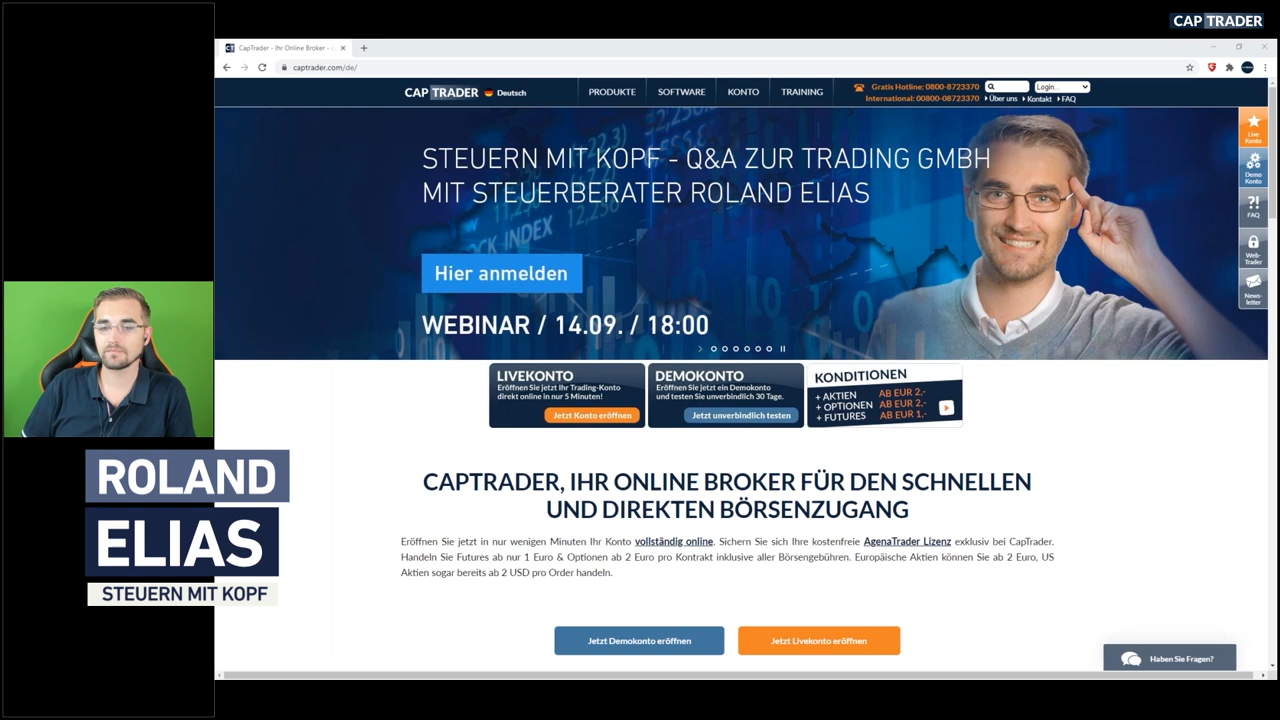 CAPTRADER
CapTrader - Ihr Online Broker - d
captrader.com/de/
CAPTRADER Deutsch
PRODUKTE SOFTWARE KONTO TRAINING
Gratis Hotline: 0800-8723370
International: 00800-08723370
Login...
Über uns Kontakt FAQ
STEUERN MIT KOPF - Q&A ZUR TRADING GMBH
MIT STEUERBERATER ROLAND ELIAS
Hier anmelden
WEBINAR / 14.09. / 18:00
Live
Konto
Demo
Konto
?!
FAQ
Web-
Trader
News-
letter
LIVEKONTO
Eröffnen Sie jetzt Ihr Trading-Konto
direkt online in nur 5 Minuten!
Jetzt Konto eröffnen
DEMOKONTO
Eröffnen Sie jetzt ein Demokonto
und testen Sie unverbindlich 30 Tage.
Jetzt unverbindlich testen
KONDITIONEN
+ AKTIEN AB EUR 2,-
+ OPTIONEN AB EUR 2,-
+ FUTURES AB EUR 1,-
ROLAND
ELIAS
STEUERN MIT KOPF
CAPTRADER, IHR ONLINE BROKER FÜR DEN SCHNELLEN
UND DIREKTEN BÖRSENZUGANG
Eröffnen Sie jetzt in nur wenigen Minuten Ihr Konto vollständig online. Sichern Sie sich Ihre kostenfreie AgenaTrader Lizenz exklusiv bei CapTrader.
Handeln Sie Futures ab nur 1 Euro & Optionen ab 2 Euro pro Kontrakt inklusive aller Börsengebühren. Europäische Aktien können Sie ab 2 Euro, US
Aktien sogar bereits ab 2 USD pro Order handeln.
Jetzt Demokonto eröffnen
Jetzt Livekonto eröffnen
Haben Sie Fragen?